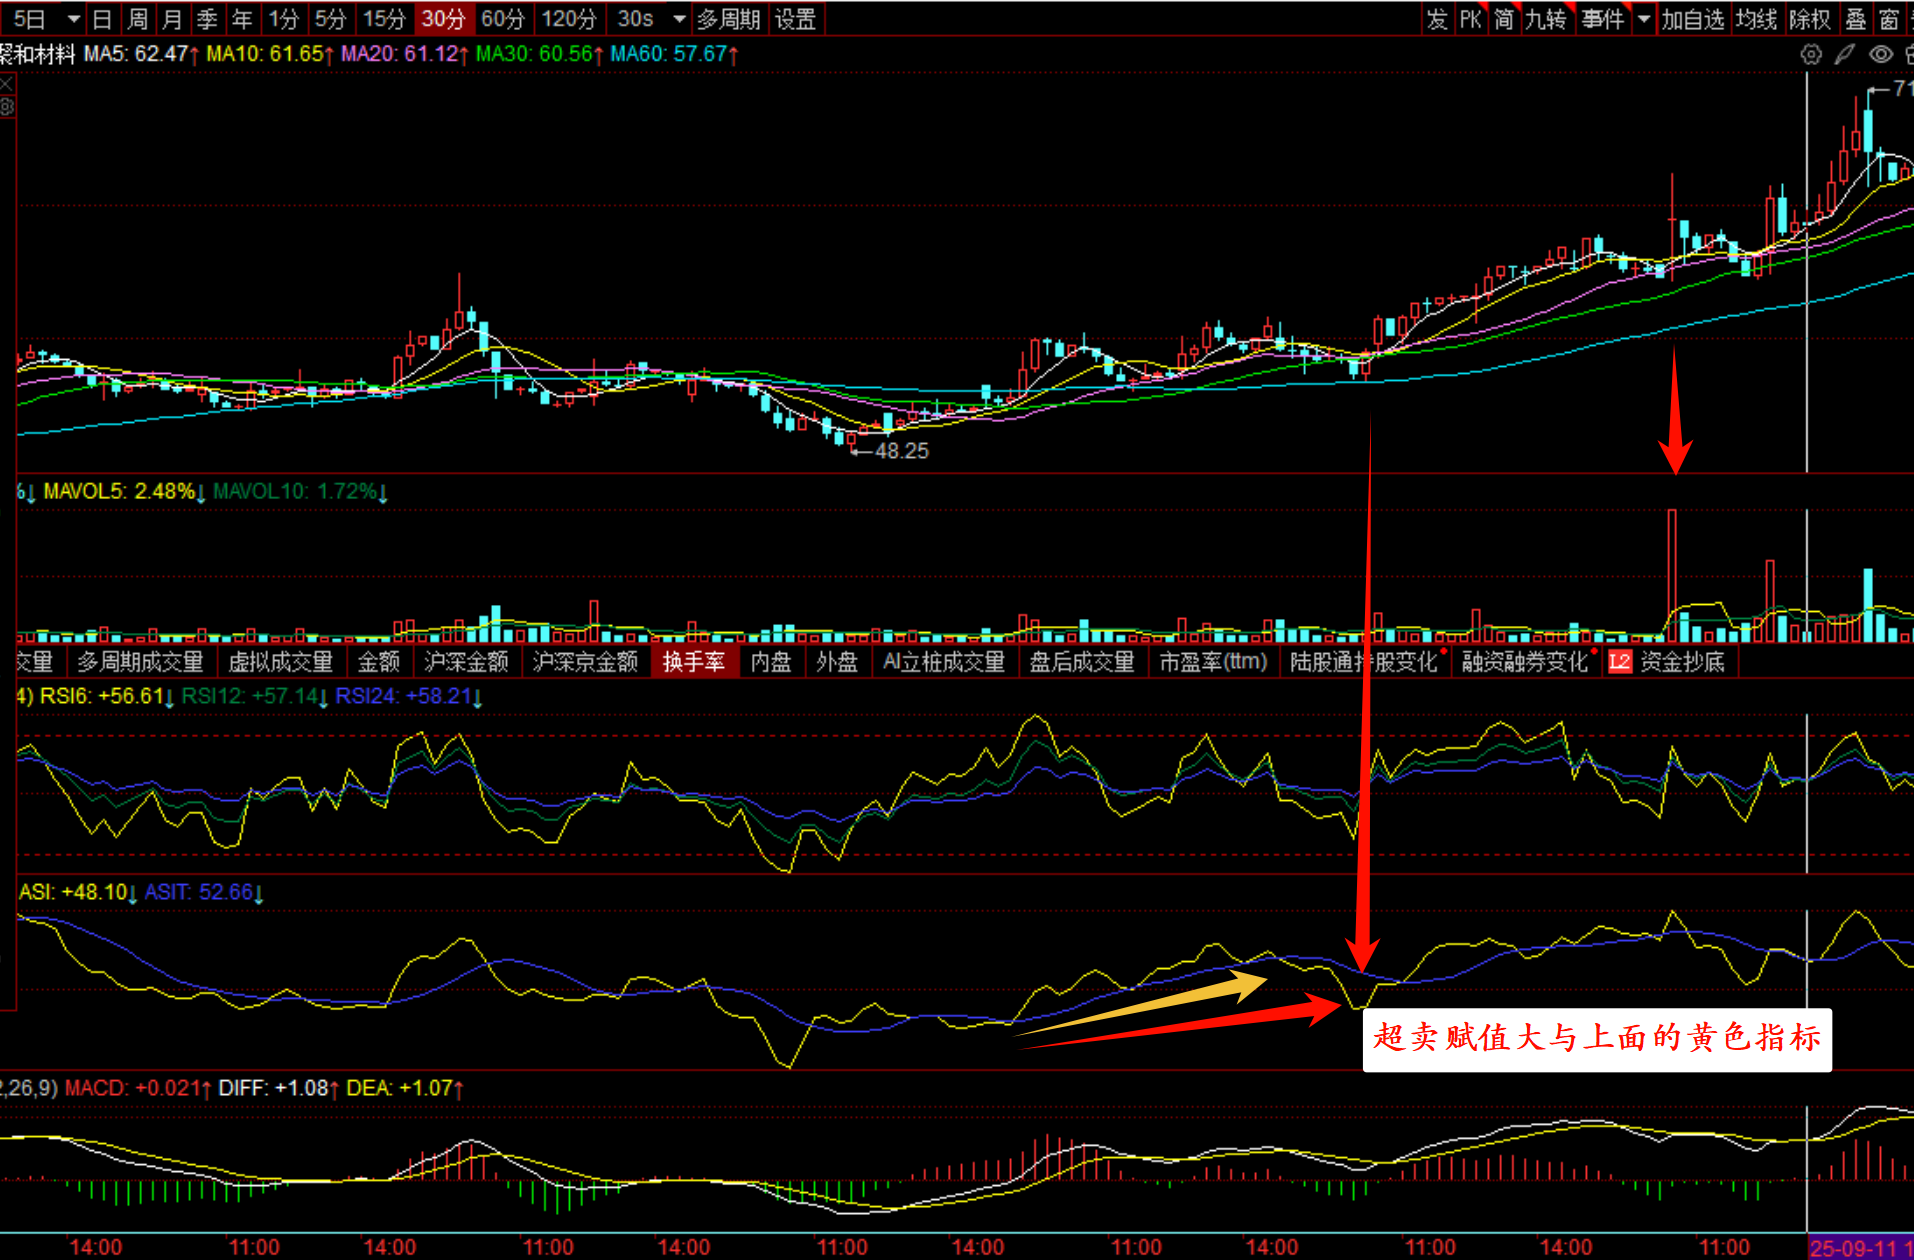 5日 日 周 月 季 年 1分 5分 15分 30分 60分 120分 30s 多周期 设置 发 PK 简 九转 事件 加自选 均线 除权 叠 窗
聚和材料 MA5: 62.47↑ MA10: 61.65↑ MA20: 61.12↑ MA30: 60.56↑ MA60: 57.67↑
←71
←48.25
%↓ MAVOL5: 2.48%↓ MAVOL10: 1.72%↓
交量 多周期成交量 虚拟成交量 金额 沪深金额 沪深京金额 换手率 内盘 外盘 AI立桩成交量 盘后成交量 市盈率(ttm) 陆股通持股变化 融资融券变化 L2 资金抄底
4) RSI6: +56.61↓ RSI12: +57.14↓ RSI24: +58.21↓
ASI: +48.10↓ ASIT: 52.66↓
超卖赋值大与上面的黄色指标
2,26,9) MACD: +0.021↑ DIFF: +1.08↑ DEA: +1.07↑
14:00 11:00 14:00 11:00 14:00 11:00 14:00 11:00 14:00 11:00 14:00 11:00 25-09-11 1